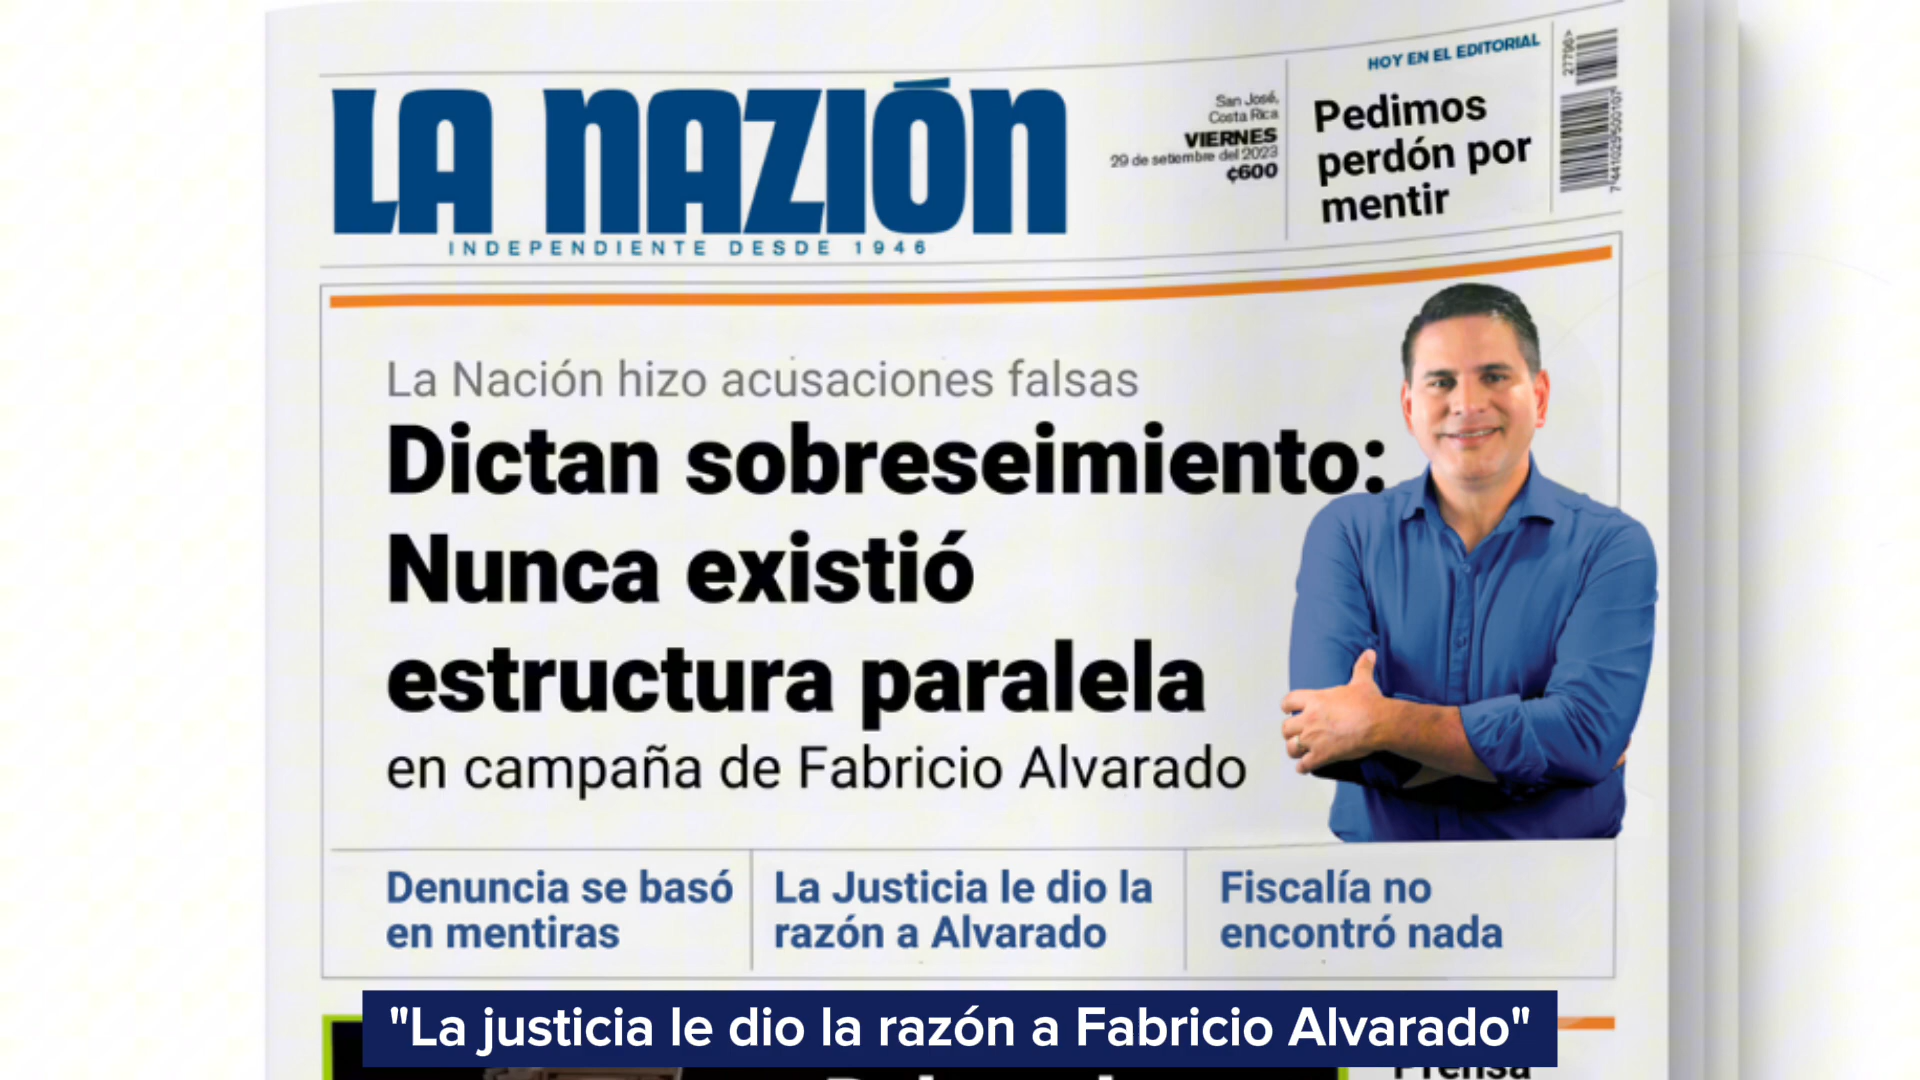 LA NAZIÓN
INDEPENDIENTE DESDE 1946
San José,
Costa Rica
VIERNES
29 de setiembre del 2023
¢600
HOY EN EL EDITORIAL
Pedimos
perdón por
mentir
27796>
7441029500107
La Nación hizo acusaciones falsas
Dictan sobreseimiento:
Nunca existió
estructura paralela
en campaña de Fabricio Alvarado
Denuncia se basó
en mentiras
La Justicia le dio la
razón a Alvarado
Fiscalía no
encontró nada
"La justicia le dio la razón a Fabricio Alvarado"
Prensa